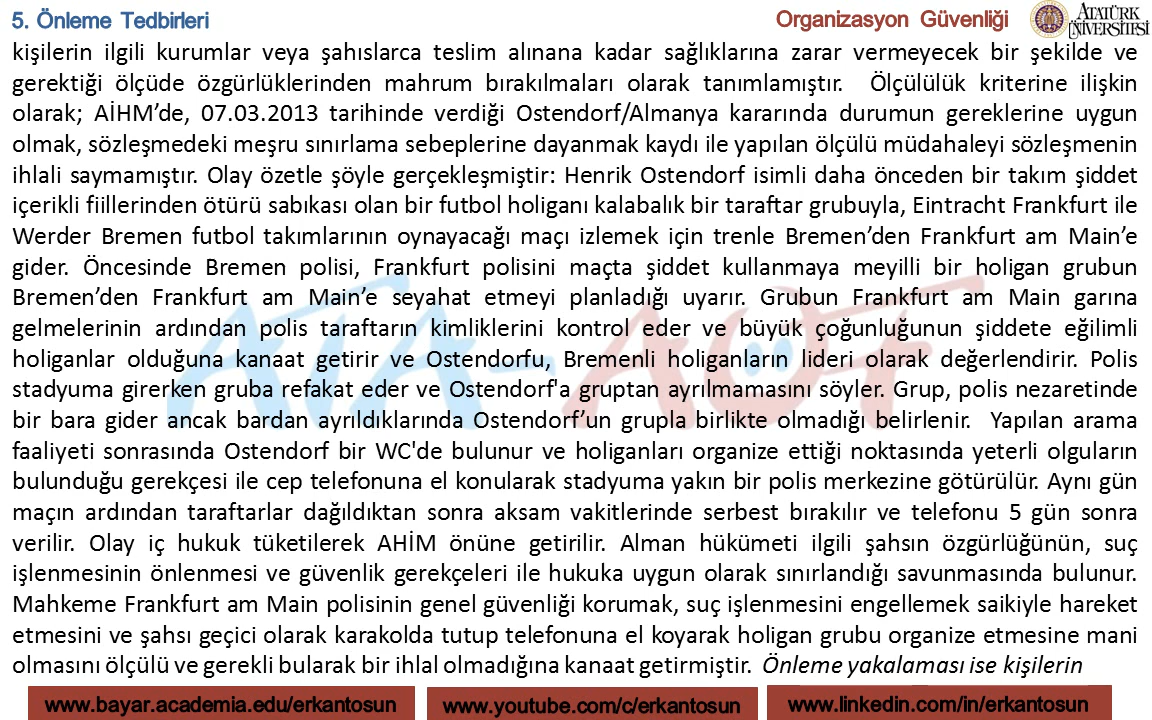 5. Önleme Tedbirleri
Organizasyon Güvenliği
ATATÜRK
ÜNİVERSİTESİ
kişilerin ilgili kurumlar veya şahıslarca teslim alınana kadar sağlıklarına zarar vermeyecek bir şekilde ve
gerektiği ölçüde özgürlüklerinden mahrum bırakılmaları olarak tanımlamıştır. Ölçülülük kriterine ilişkin
olarak; AİHM’de, 07.03.2013 tarihinde verdiği Ostendorf/Almanya kararında durumun gereklerine uygun
olmak, sözleşmedeki meşru sınırlama sebeplerine dayanmak kaydı ile yapılan ölçülü müdahaleyi sözleşmenin
ihlali saymamıştır. Olay özetle şöyle gerçekleşmiştir: Henrik Ostendorf isimli daha önceden bir takım şiddet
içerikli fiillerinden ötürü sabıkası olan bir futbol holiganı kalabalık bir taraftar grubuyla, Eintracht Frankfurt ile
Werder Bremen futbol takımlarının oynayacağı maçı izlemek için trenle Bremen’den Frankfurt am Main’e
gider. Öncesinde Bremen polisi, Frankfurt polisini maçta şiddet kullanmaya meyilli bir holigan grubun
Bremen’den Frankfurt am Main’e seyahat etmeyi planladığı uyarır. Grubun Frankfurt am Main garına
gelmelerinin ardından polis taraftarın kimliklerini kontrol eder ve büyük çoğunluğunun şiddete eğilimli
holiganlar olduğuna kanaat getirir ve Ostendorfu, Bremenli holiganların lideri olarak değerlendirir. Polis
stadyuma girerken gruba refakat eder ve Ostendorf'a gruptan ayrılmamasını söyler. Grup, polis nezaretinde
bir bara gider ancak bardan ayrıldıklarında Ostendorf’un grupla birlikte olmadığı belirlenir. Yapılan arama
faaliyeti sonrasında Ostendorf bir WC'de bulunur ve holiganları organize ettiği noktasında yeterli olguların
bulunduğu gerekçesi ile cep telefonuna el konularak stadyuma yakın bir polis merkezine götürülür. Aynı gün
maçın ardından taraftarlar dağıldıktan sonra aksam vakitlerinde serbest bırakılır ve telefonu 5 gün sonra
verilir. Olay iç hukuk tüketilerek AHİM önüne getirilir. Alman hükümeti ilgili şahsın özgürlüğünün, suç
işlenmesinin önlenmesi ve güvenlik gerekçeleri ile hukuka uygun olarak sınırlandığı savunmasında bulunur.
Mahkeme Frankfurt am Main polisinin genel güvenliği korumak, suç işlenmesini engellemek saikiyle hareket
etmesini ve şahsı geçici olarak karakolda tutup telefonuna el koyarak holigan grubu organize etmesine mani
olmasını ölçülü ve gerekli bularak bir ihlal olmadığına kanaat getirmiştir. Önleme yakalaması ise kişilerin
ATA-AÖF
www.bayar.academia.edu/erkantosun
www.youtube.com/c/erkantosun
www.linkedin.com/in/erkantosun